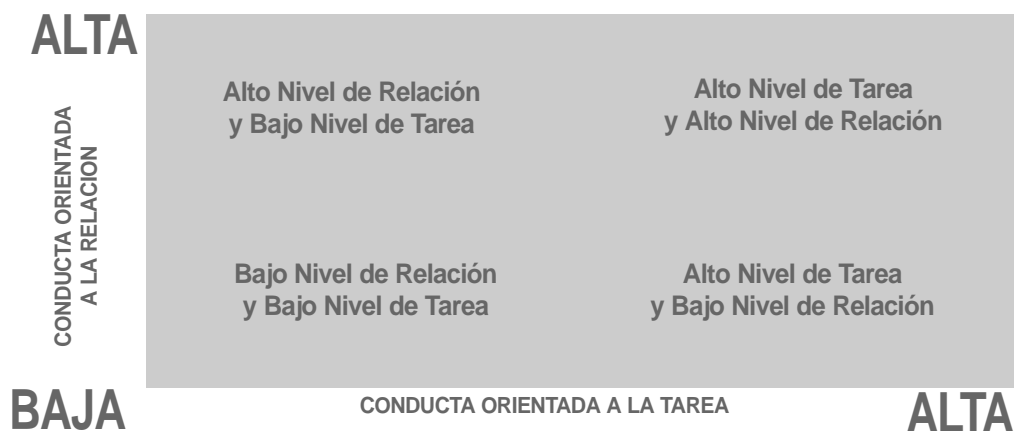 ALTA
Alto Nivel de Relación
y Bajo Nivel de Tarea
Alto Nivel de Tarea
y Alto Nivel de Relación
CONDUCTA ORIENTADA
A LA RELACION
Bajo Nivel de Relación
y Bajo Nivel de Tarea
Alto Nivel de Tarea
y Bajo Nivel de Relación
BAJA
CONDUCTA ORIENTADA A LA TAREA
ALTA